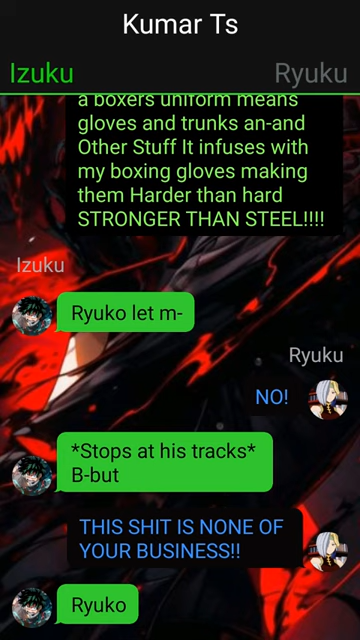 Kumar Ts
Izuku Ryuku
a boxers uniform means
gloves and trunks an-and
Other Stuff It infuses with
my boxing gloves making
them Harder than hard
STRONGER THAN STEEL!!!!
Izuku
Ryuko let m-
Ryuku
NO!
*Stops at his tracks*
B-but
THIS SHIT IS NONE OF
YOUR BUSINESS!!
Ryuko